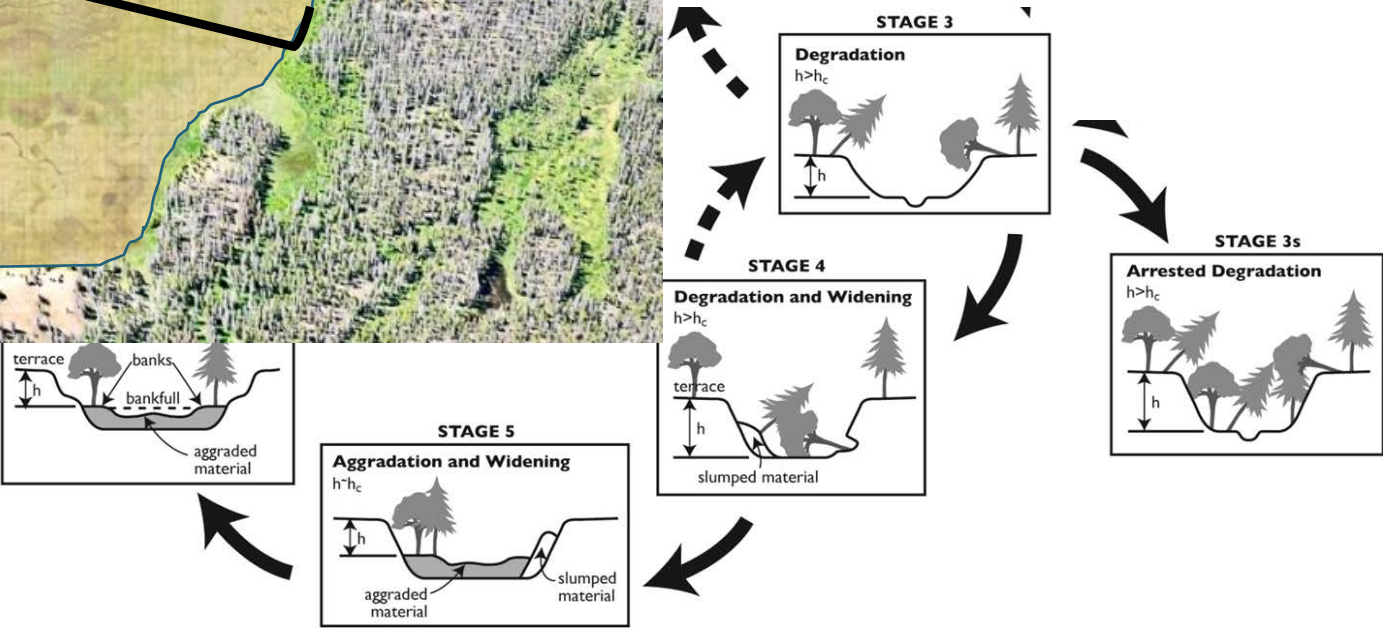 STAGE 3
Degradation
h>hc
h
STAGE 3s
Arrested Degradation
h>hc
h
STAGE 4
Degradation and Widening
h>hc
terrace
h
slumped material
STAGE 5
Aggradation and Widening
h~hc
h
aggraded
material
slumped
material
terrace
banks
h
bankfull
aggraded
material